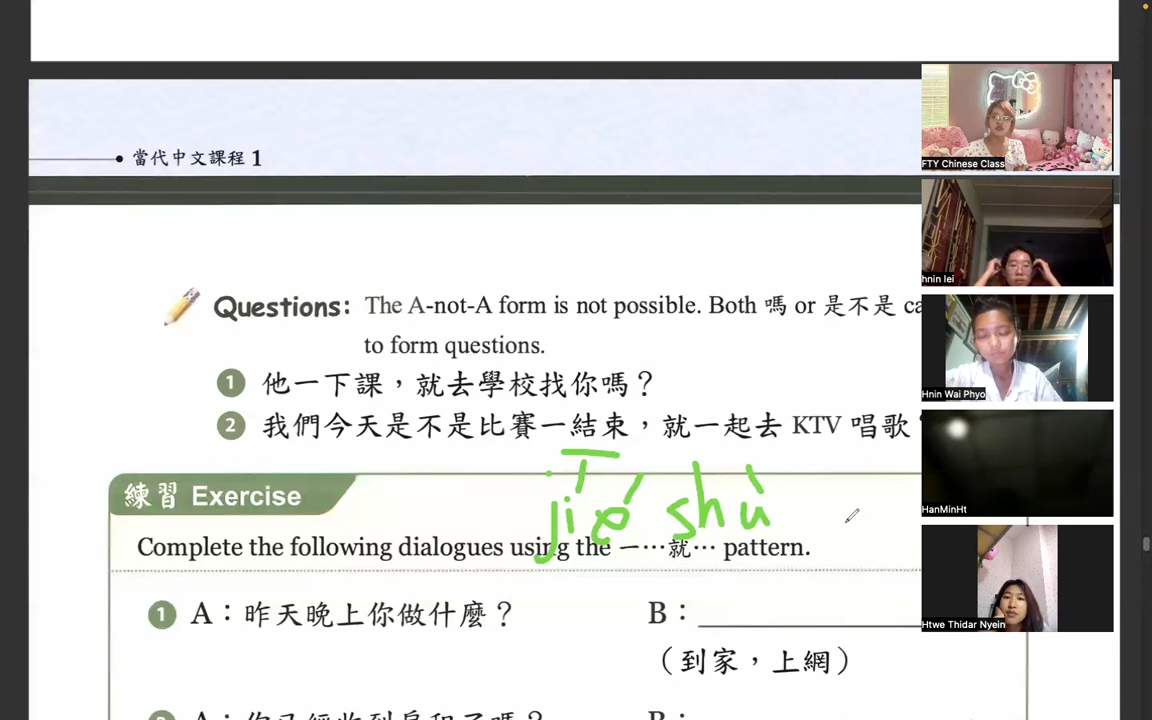 當代中文課程 1
Questions: The A-not-A form is not possible. Both 嗎 or 是不是 ca
to form questions.
1 他一下課，就去學校找你嗎？
2 我們今天是不是比賽一結束，就一起去 KTV 唱歌？
jié shù
練習 Exercise
Complete the following dialogues using the 一…就… pattern.
1 A：昨天晚上你做什麼？ B：
（到家，上網）
FTY Chinese Class
hnin lei
Hnin Wai Phyo
HanMinHt
Htwe Thidar Nyein